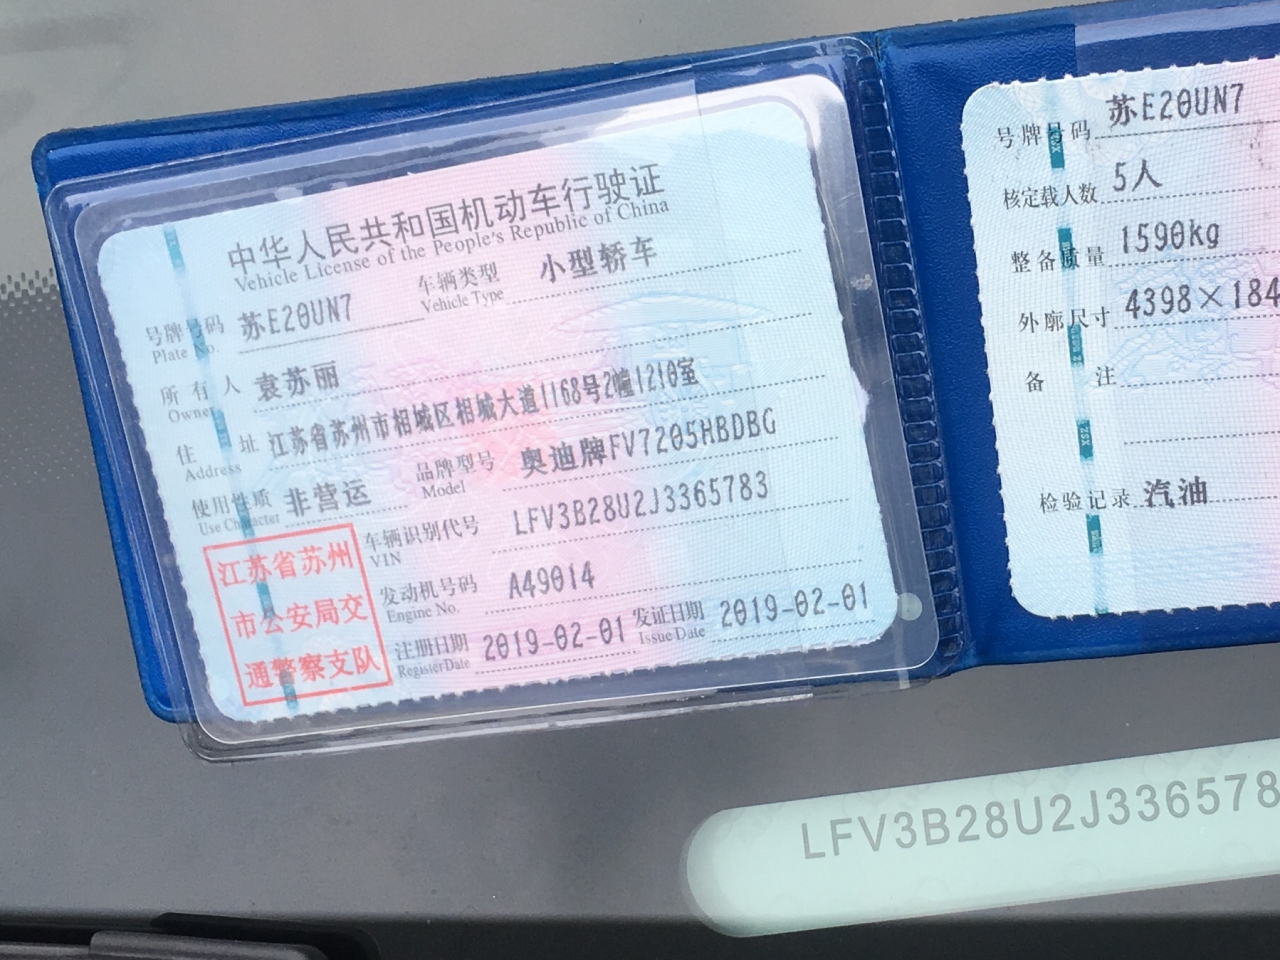 中华人民共和国机动车行驶证
Vehicle License of the People's Republic of China
号牌号码 苏E20UN7 车辆类型 小型轿车
Plate No. Vehicle Type
所有人 袁苏丽
Owner
住址 江苏省苏州市相城区相城大道1168号2幢1210室
Address
使用性质 非营运 品牌型号 奥迪牌FV7205HBDBG
Use Character Model
车辆识别代号 LFV3B28U2J3365783
VIN
发动机号码 A49014
Engine No.
注册日期 2019-02-01 发证日期 2019-02-01
Register Date Issue Date
江苏省苏州
市公安局交
通警察支队
号牌号码 苏E20UN7
核定载人数 5人
整备质量 1590kg
外廓尺寸 4398×184
备注
检验记录 汽油
LFV3B28U2J336578